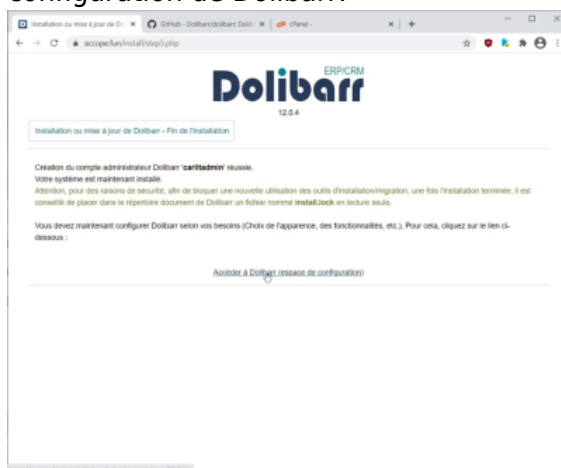 configuration de Dolibarr.
Installation ou mise à jour de Do
GitHub - Dolibarr/dolibarr: Doli
cPanel -
accope.fun/install/step5.php
Dolibarr
ERP/CRM
12.0.4
Installation ou mise à jour de Dolibarr - Fin de l'installation
Création du compte administrateur Dolibarr 'carlitadmin' réussie.
Votre système est maintenant installé.
Attention, pour des raisons de sécurité, afin de bloquer une nouvelle utilisation des outils d'installation/migration, une fois l'installation terminée, il est
conseillé de placer dans le répertoire document de Dolibarr un fichier nommé install.lock en lecture seule.
Vous devez maintenant configurer Dolibarr selon vos besoins (Choix de l'apparence, des fonctionnalités, etc.). Pour cela, cliquez sur le lien ci-
dessous :
Accéder à Dolibarr (espace de configuration)